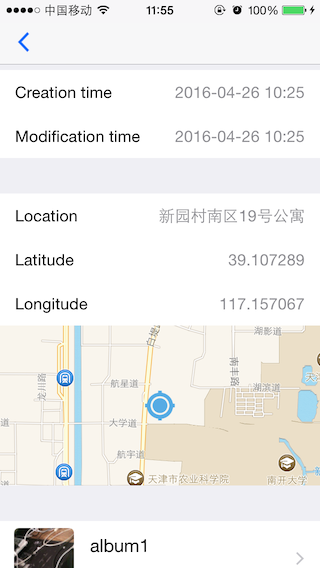 中国移动 11:55 100%
Creation time 2016-04-26 10:25
Modification time 2016-04-26 10:25
Location 新园村南区19号公寓
Latitude 39.107289
Longitude 117.157067
白堤
湖影道
龙川路
航星道
南丰路
湖滨道
大学道
航宇道
天津市农业科学院
南开大学
album1